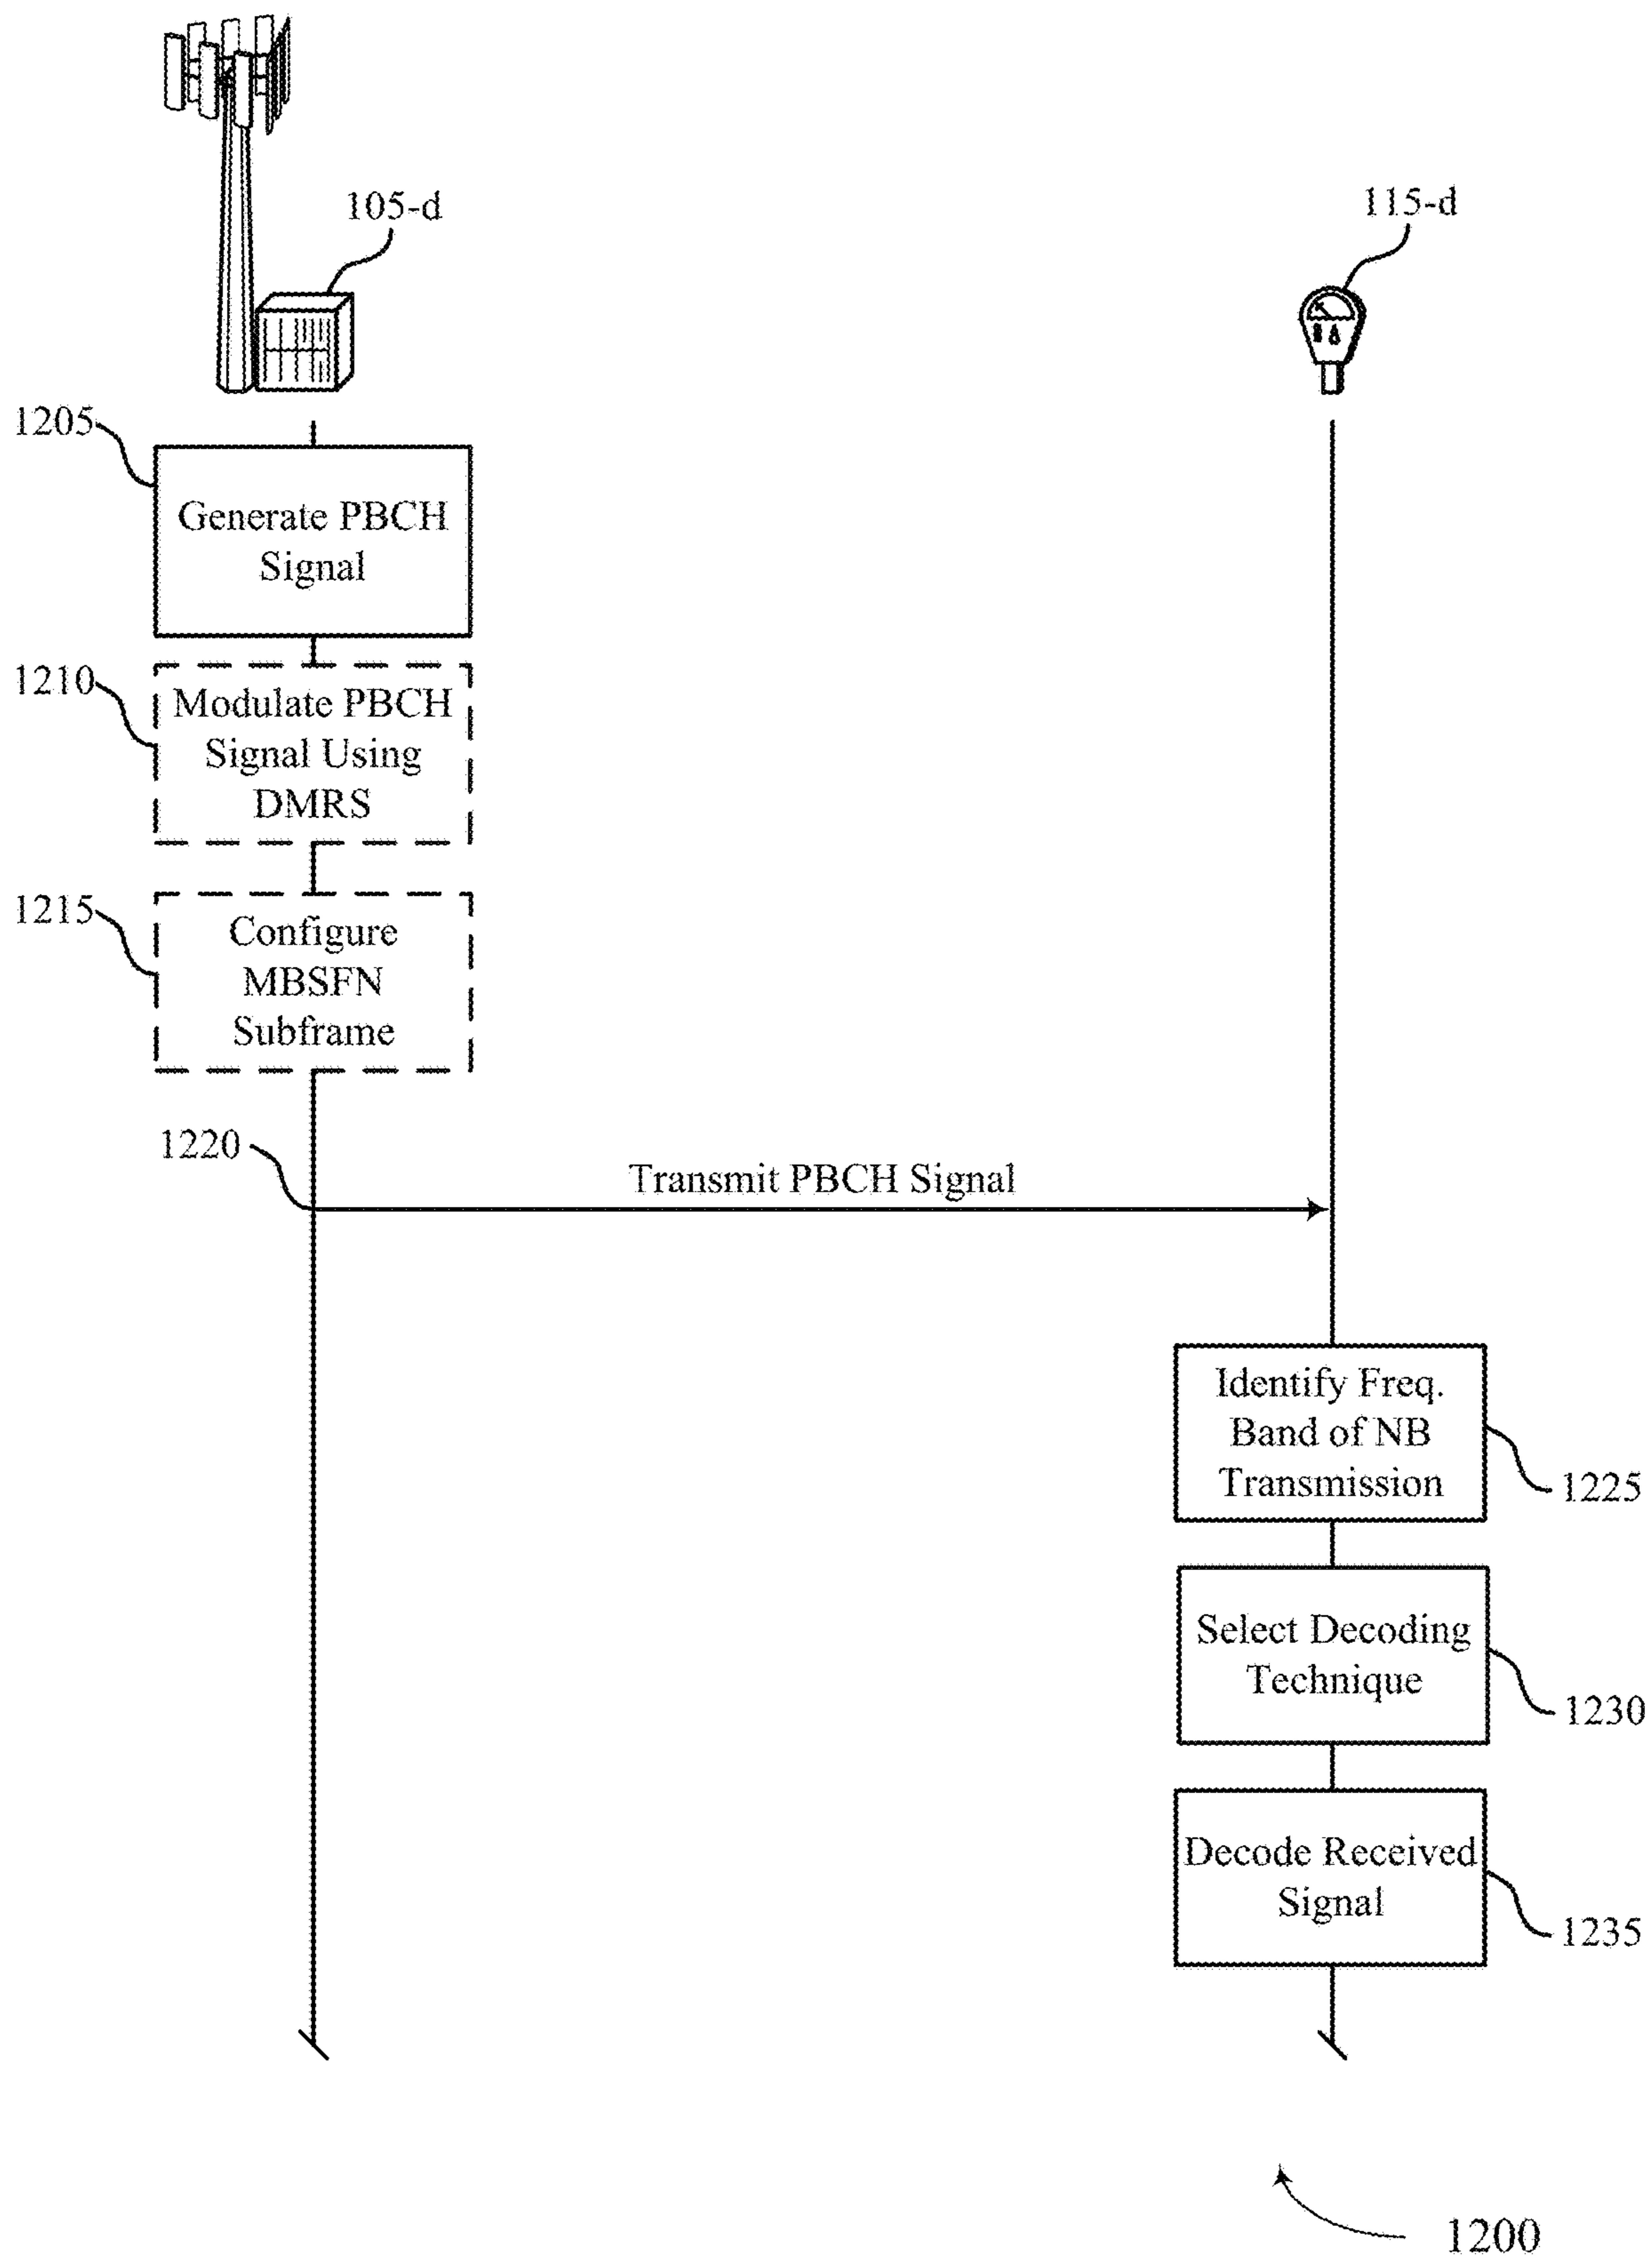 105-d
115-d
1205
Generate PBCH
Signal
1210
Modulate PBCH
Signal Using
DMRS
1215
Configure
MBSFN
Subframe
1220
Transmit PBCH Signal
Identify Freq.
Band of NB
Transmission
1225
Select Decoding
Technique
1230
Decode Received
Signal
1235
1200